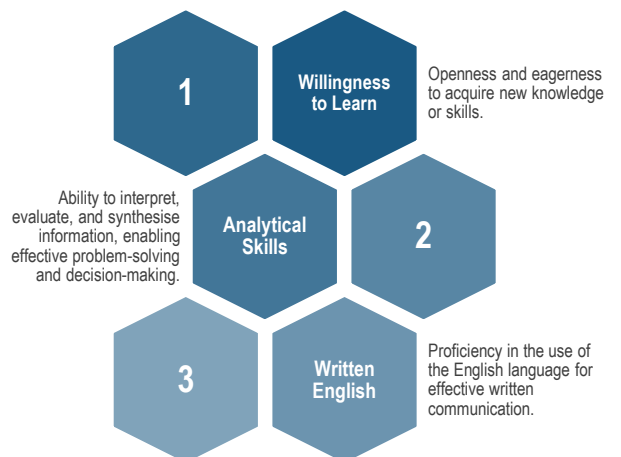 1
Willingness
to Learn
Openness and eagerness
to acquire new knowledge
or skills.
Ability to interpret,
evaluate, and synthesise
information, enabling
effective problem-solving
and decision-making.
Analytical
Skills
2
3
Written
English
Proficiency in the use of
the English language for
effective written
communication.